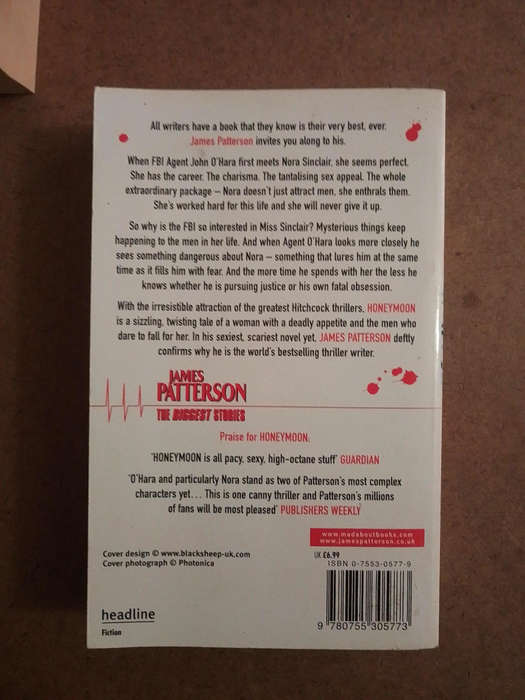 All writers have a book that they know is their very best, ever.
James Patterson invites you along to his.
When FBI Agent John O'Hara first meets Nora Sinclair, she seems perfect.
She has the career. The charisma. The tantalising sex appeal. The whole
extraordinary package – Nora doesn't just attract men, she enthrals them.
She's worked hard for this life and she will never give it up.
So why is the FBI so interested in Miss Sinclair? Mysterious things keep
happening to the men in her life. And when Agent O'Hara looks more closely he
sees something dangerous about Nora – something that lures him at the same
time as it fills him with fear. And the more time he spends with her the less he
knows whether he is pursuing justice or his own fatal obsession.
With the irresistible attraction of the greatest Hitchcock thrillers, HONEYMOON
is a sizzling, twisting tale of a woman with a deadly appetite and the men who
dare to fall for her. In his sexiest, scariest novel yet, JAMES PATTERSON deftly
confirms why he is the world's bestselling thriller writer.
JAMES
PATTERSON
THE BIGGEST STORIES
Praise for HONEYMOON:
'HONEYMOON is all pacy, sexy, high-octane stuff' GUARDIAN
'O'Hara and particularly Nora stand as two of Patterson's most complex
characters yet... This is one canny thriller and Patterson's millions
of fans will be most pleased' PUBLISHERS WEEKLY
www.madaboutbooks.com
www.jamespatterson.co.uk
Cover design © www.blacksheep-uk.com
Cover photograph © Photonica
UK £6.99
ISBN 0-7553-0577-9
9 780755 305773
headline
Fiction